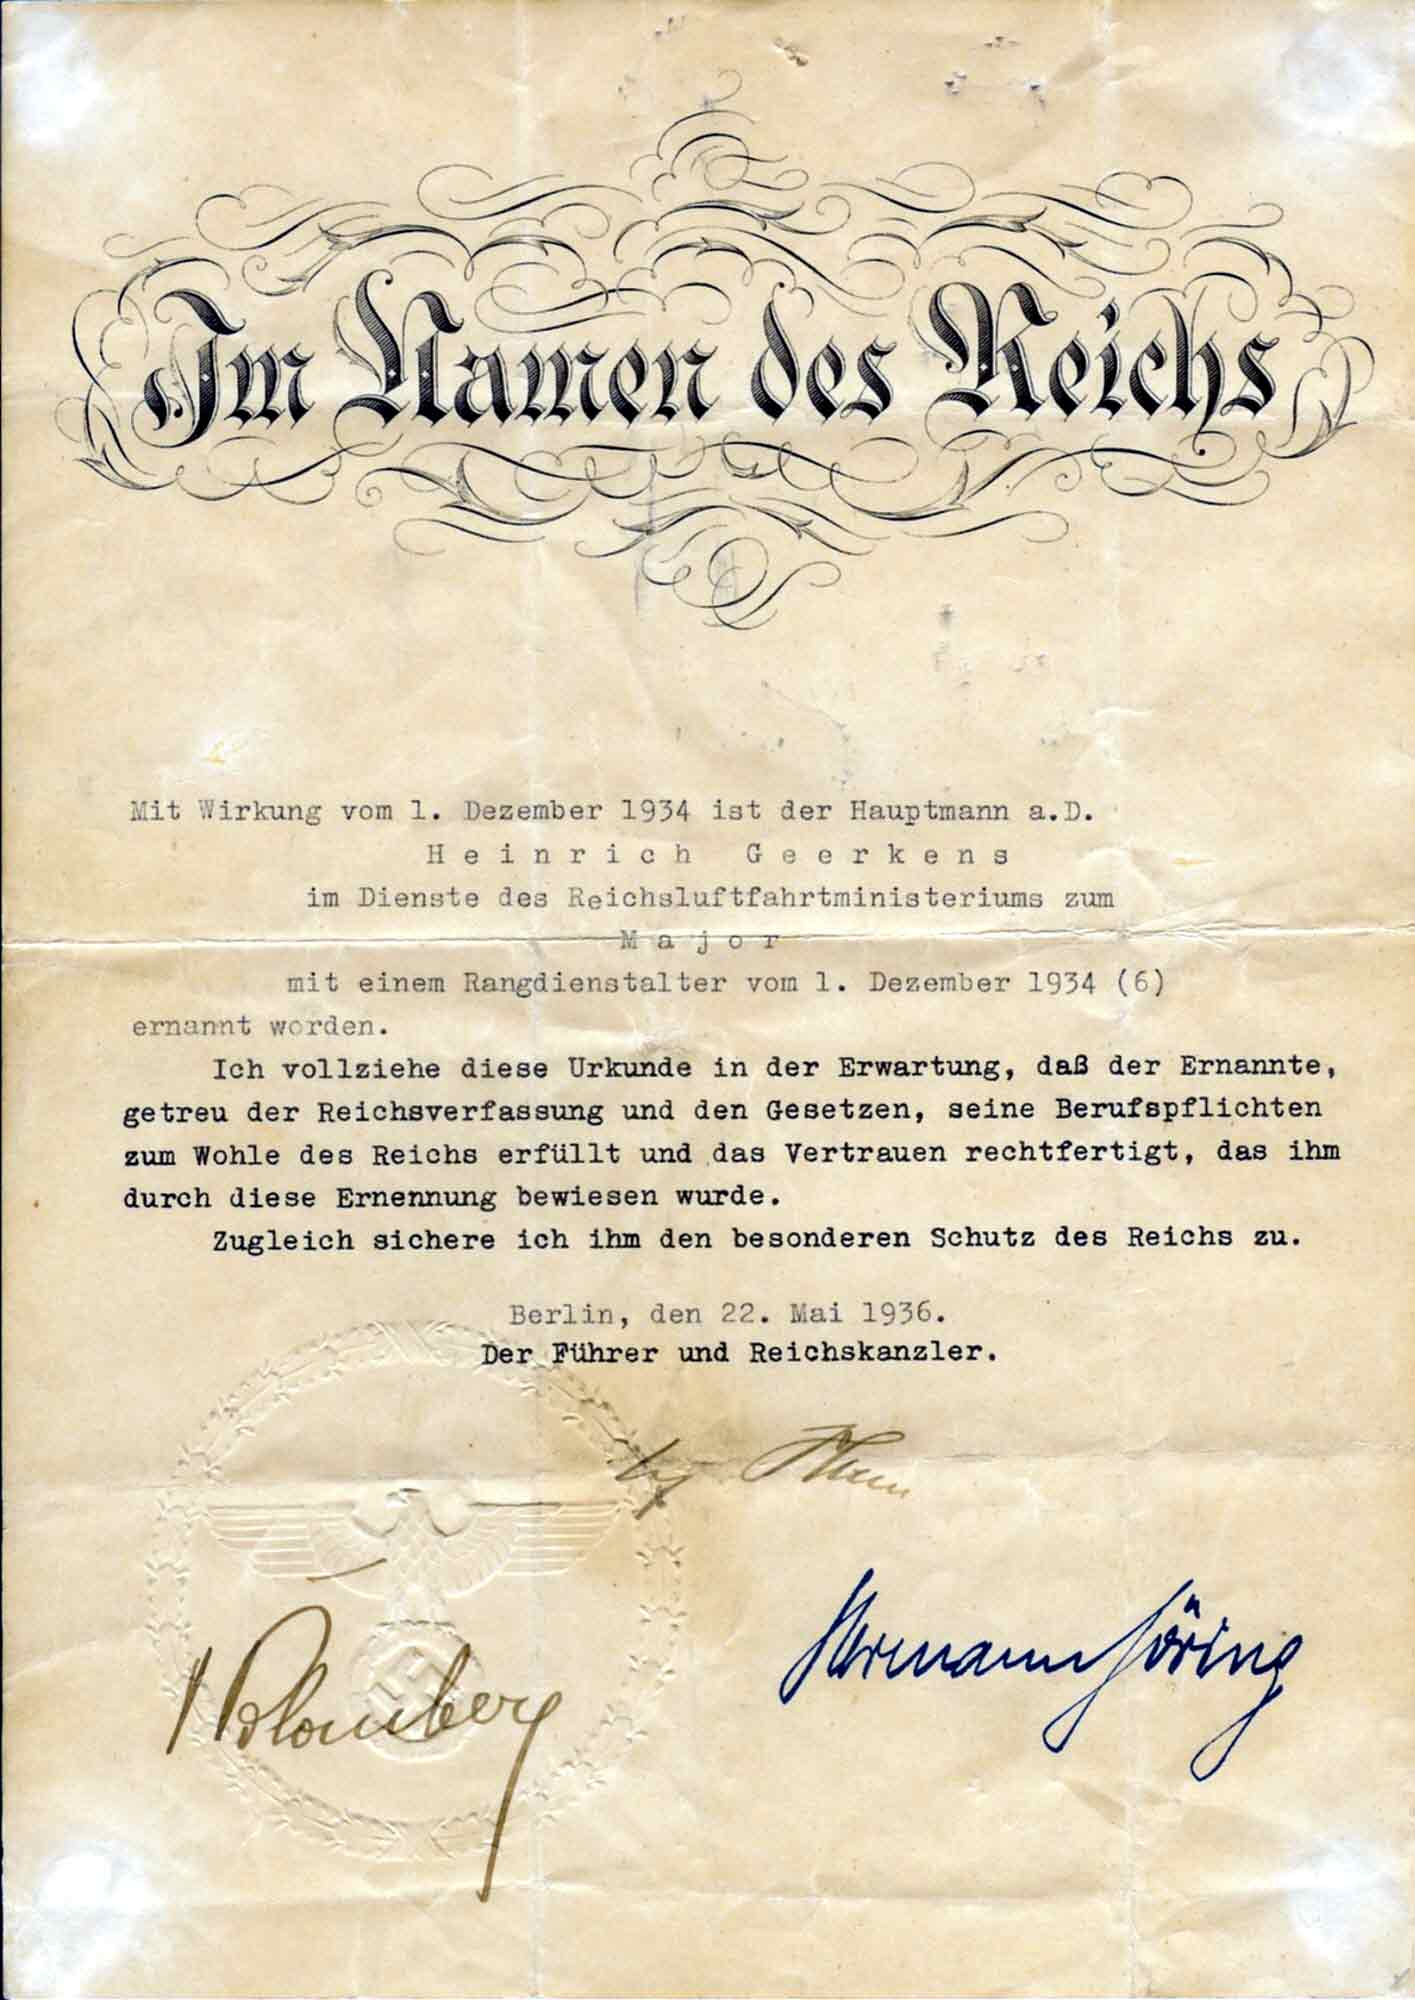 Im Namen des Reichs
Mit Wirkung vom 1. Dezember 1934 ist der Hauptmann a.D.
Heinrich Geerkens
im Dienste des Reichsluftfahrtministeriums zum
Major
mit einem Rangdienstalter vom 1. Dezember 1934 (6)
ernannt worden.
Ich vollziehe diese Urkunde in der Erwartung, daß der Ernannte,
getreu der Reichsverfassung und den Gesetzen, seine Berufspflichten
zum Wohle des Reichs erfüllt und das Vertrauen rechtfertigt, das ihm
durch diese Ernennung bewiesen wurde.
Zugleich sichere ich ihm den besonderen Schutz des Reichs zu.
Berlin, den 22. Mai 1936.
Der Führer und Reichskanzler.
Blomberg
Hermann Göring